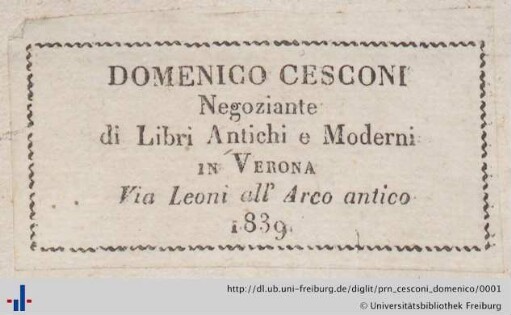 DOMENICO CESCONI
Negoziante
di Libri Antichi e Moderni
IN VERONA
Via Leoni all' Arco antico
1839.
http://dl.ub.uni-freiburg.de/diglit/prn_cesconi_domenico/0001
© Universitätsbibliothek Freiburg